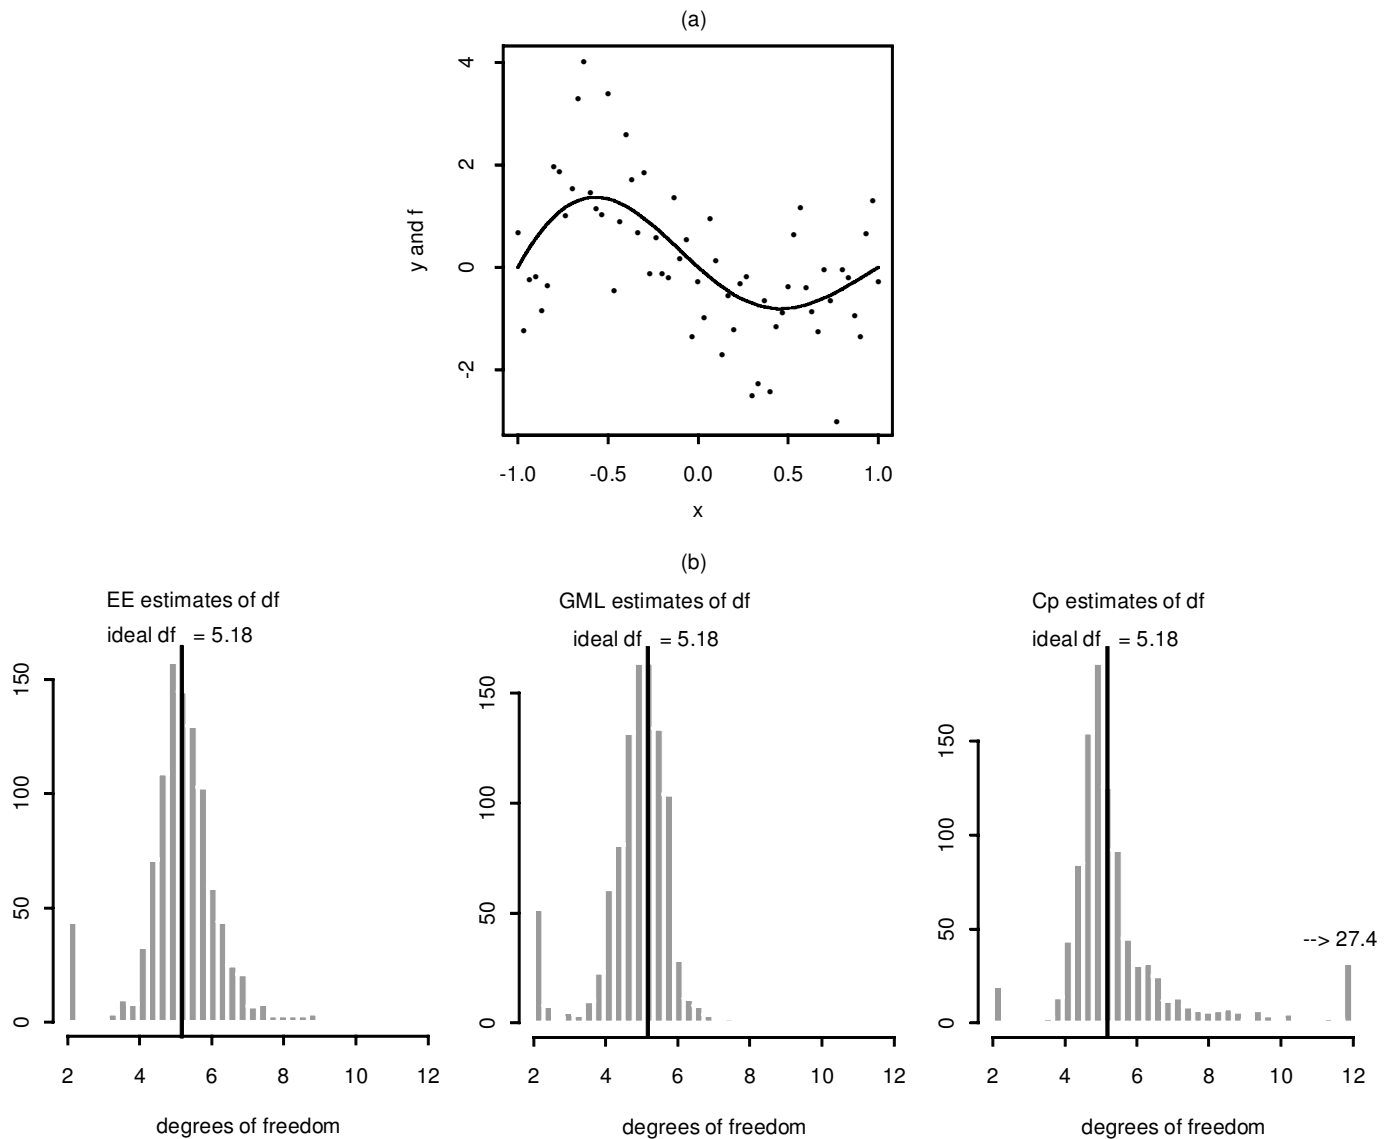 (a)
y and f
4
2
0
-2
-1.0 -0.5 0.0 0.5 1.0
x
(b)
EE estimates of df
ideal df = 5.18
150
100
50
0
2 4 6 8 10 12
degrees of freedom
GML estimates of df
ideal df = 5.18
150
100
50
0
2 4 6 8 10 12
degrees of freedom
Cp estimates of df
ideal df = 5.18
150
100
50
0
--> 27.4
2 4 6 8 10 12
degrees of freedom